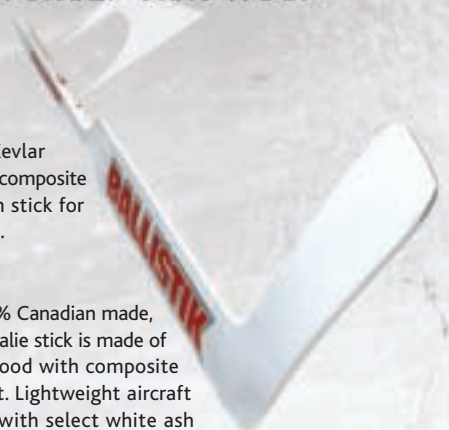 composite
n stick for
.
% Canadian made,
alie stick is made of
ood with composite
t. Lightweight aircraft
with select white ash
BALLISTIK